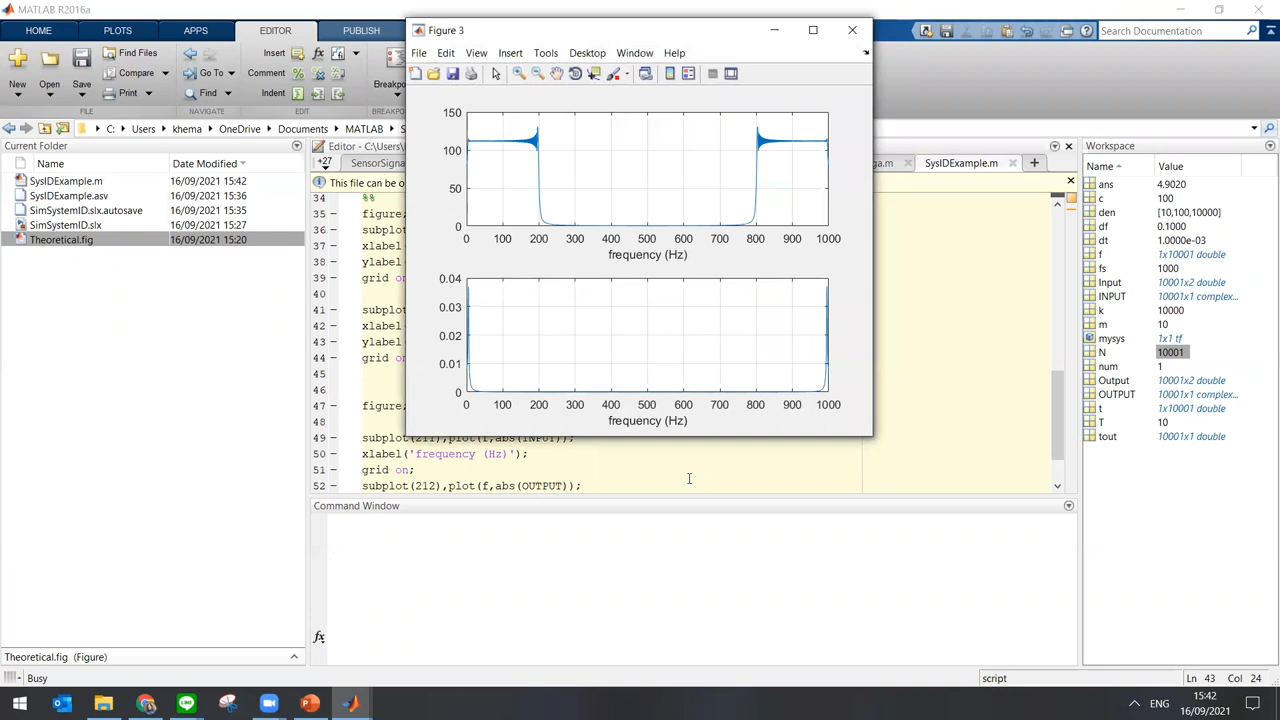 MATLAB R2016a
HOME PLOTS APPS EDITOR PUBLISH
Search Documentation
Figure 3
File Edit View Insert Tools Desktop Window Help
New Open Save Find Files Compare Print Go To Find Insert Comment Indent
FILE NAVIGATE EDIT
C: Users khema OneDrive Documents MATLAB
Current Folder
Name Date Modified
SysIDExample.m 16/09/2021 15:42
SysIDExample.asv 16/09/2021 15:36
SimSystemID.slx.autosave 16/09/2021 15:35
SimSystemID.slx 16/09/2021 15:27
Theoretical.fig 16/09/2021 15:20
Theoretical.fig (Figure)
+27
SysIDExample.m
This file can be
34 %%
35 figure;
36
37 xlabel(
38
39 grid on
40
41
42 xlabel(
43
44 grid on
45
46
47 figure;
48
49 subplot(211),plot(f,abs(INPUT));
50 xlabel('frequency (Hz)');
51 grid on;
52 subplot(212),plot(f,abs(OUTPUT));
150
100
50
0
0 100 200 300 400 500 600 700 800 900 1000
frequency (Hz)
0.04
0.03
0.02
0.01
0
0 100 200 300 400 500 600 700 800 900 1000
frequency (Hz)
Command Window
fx
Workspace
Name Value
ans 4.9020
c 100
den [10,100,10000]
df 0.1000
dt 1.0000e-03
f 1x10001 double
fs 1000
Input 10001x2 double
INPUT 10001x1 complex...
k 10000
m 10
mysys 1x1 tf
N 10001
num 1
Output 10001x2 double
OUTPUT 10001x1 complex...
t 1x10001 double
T 10
tout 10001x1 double
Busy
script
Ln 43 Col 24
ENG
15:42
16/09/2021